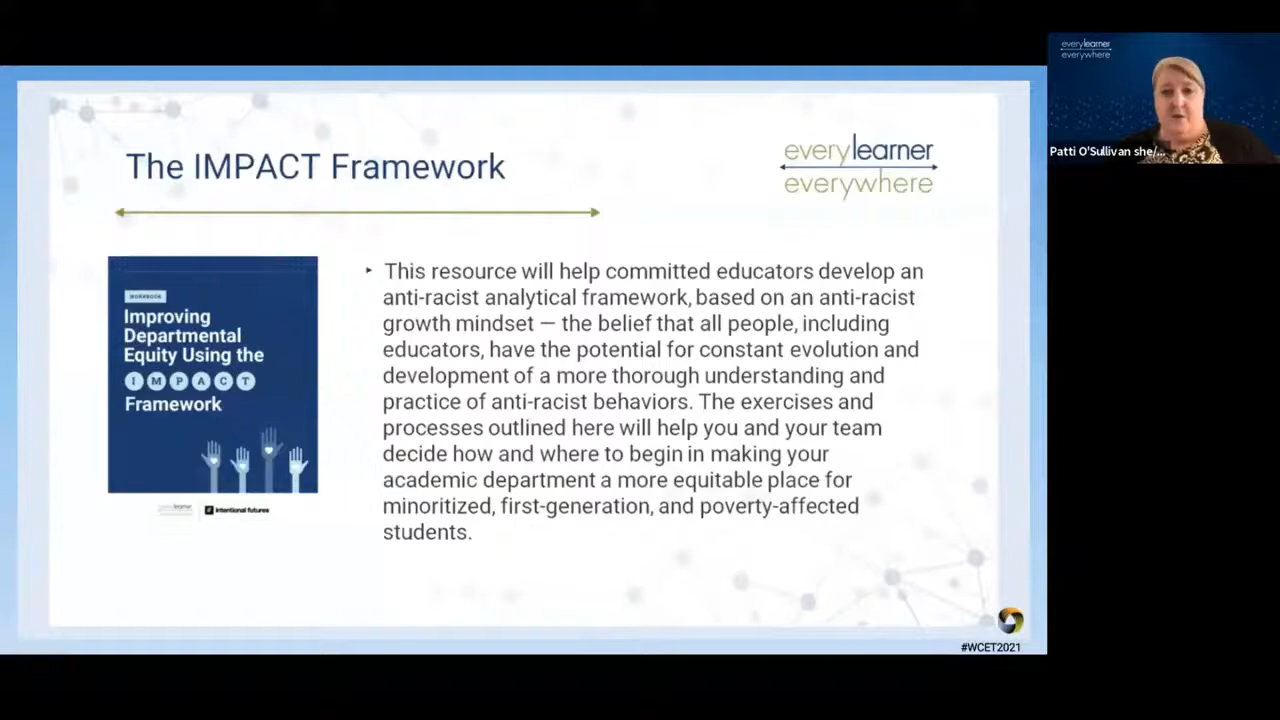 The IMPACT Framework
everylearner
everywhere
WORKBOOK
Improving
Departmental
Equity Using the
IMPACT
Framework
everylearner
everywhere
intentional futures
‣ This resource will help committed educators develop an
anti-racist analytical framework, based on an anti-racist
growth mindset — the belief that all people, including
educators, have the potential for constant evolution and
development of a more thorough understanding and
practice of anti-racist behaviors. The exercises and
processes outlined here will help you and your team
decide how and where to begin in making your
academic department a more equitable place for
minoritized, first-generation, and poverty-affected
students.
#WCET2021
everylearner
everywhere
Patti O'Sullivan she/...